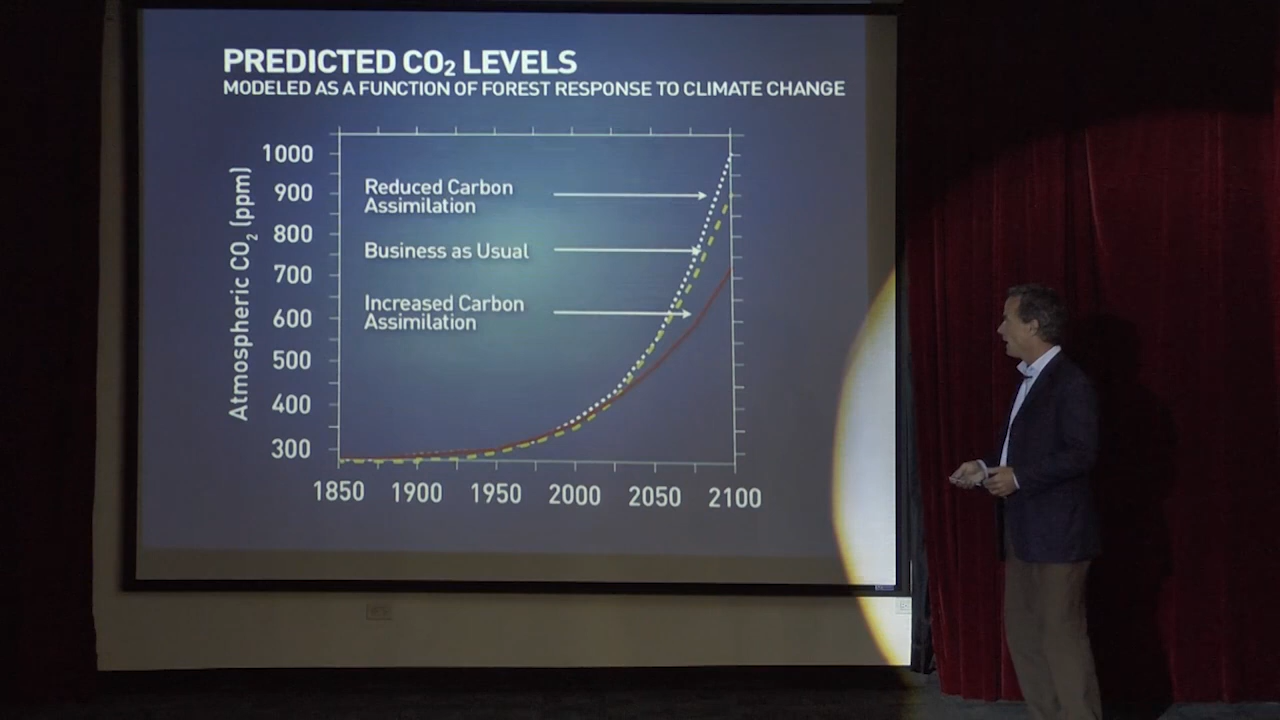 PREDICTED CO₂ LEVELS
MODELED AS A FUNCTION OF FOREST RESPONSE TO CLIMATE CHANGE
Atmospheric CO₂ (ppm)
1000
900
800
700
600
500
400
300
Reduced Carbon
Assimilation
Business as Usual
Increased Carbon
Assimilation
1850 1900 1950 2000 2050 2100